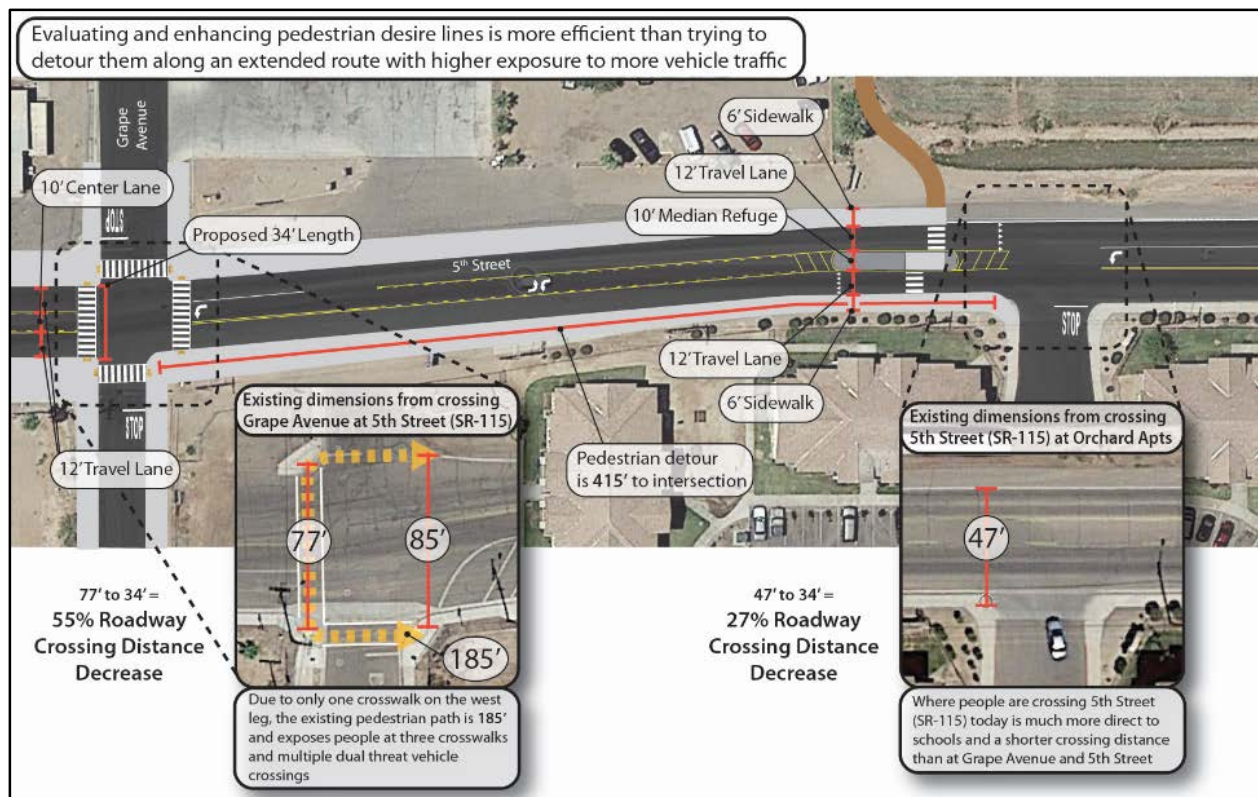 Evaluating and enhancing pedestrian desire lines is more efficient than trying to
detour them along an extended route with higher exposure to more vehicle traffic
Grape
Avenue
6' Sidewalk
12' Travel Lane
10' Median Refuge
10' Center Lane
STOP
Proposed 34' Length
5th Street
STOP
STOP
12' Travel Lane
6' Sidewalk
12' Travel Lane
Pedestrian detour
is 415' to intersection
Existing dimensions from crossing
Grape Avenue at 5th Street (SR-115)
77'
85'
185'
Due to only one crosswalk on the west
leg, the existing pedestrian path is 185'
and exposes people at three crosswalks
and multiple dual threat vehicle
crossings
77' to 34' =
55% Roadway
Crossing Distance
Decrease
Existing dimensions from crossing
5th Street (SR-115) at Orchard Apts
47'
47' to 34' =
27% Roadway
Crossing Distance
Decrease
Where people are crossing 5th Street
(SR-115) today is much more direct to
schools and a shorter crossing distance
than at Grape Avenue and 5th Street